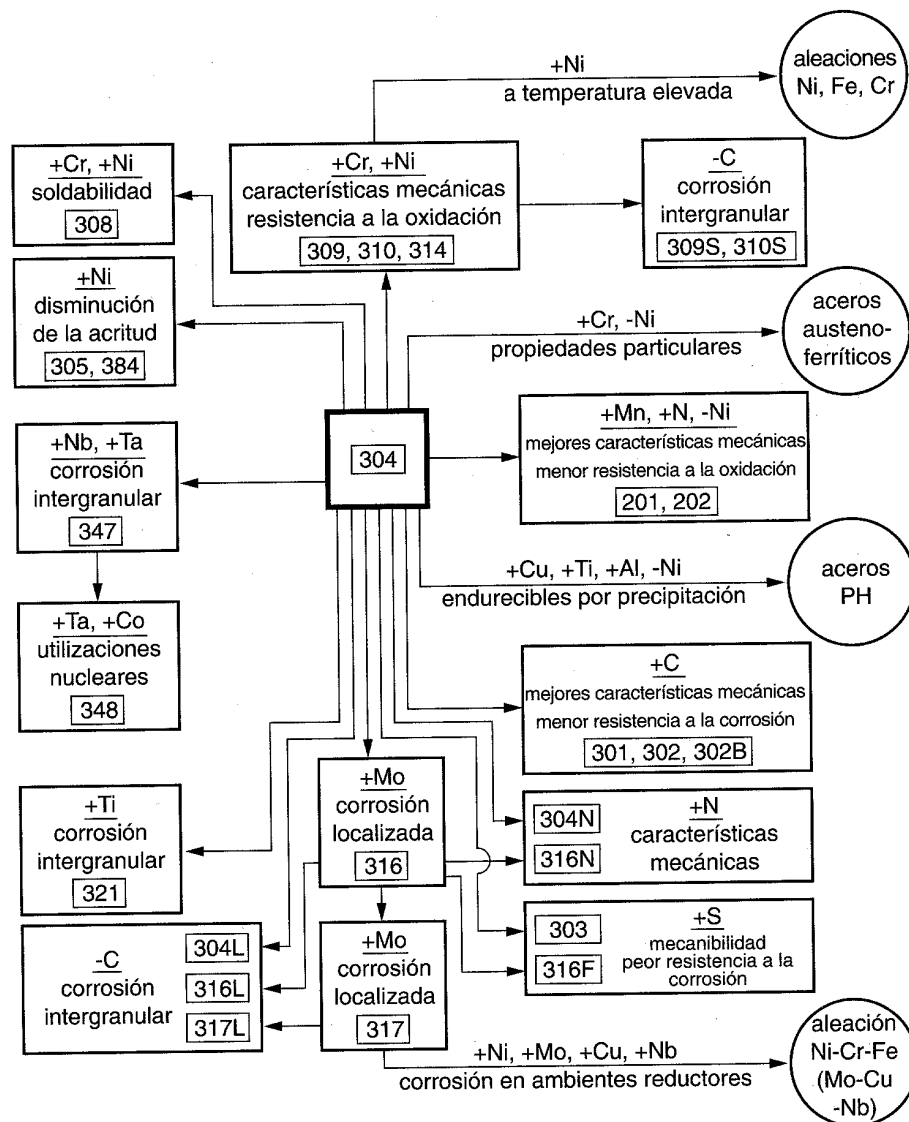 +Ni
a temperatura elevada
aleaciones
Ni, Fe, Cr
+Cr, +Ni
soldabilidad
308
+Cr, +Ni
características mecánicas
resistencia a la oxidación
309, 310, 314
-C
corrosión
intergranular
309S, 310S
+Ni
disminución
de la acritud
305, 384
+Cr, -Ni
propiedades particulares
aceros
austeno-
ferríticos
+Nb, +Ta
corrosión
intergranular
347
304
+Mn, +N, -Ni
mejores características mecánicas
menor resistencia a la oxidación
201, 202
+Cu, +Ti, +Al, -Ni
endurecibles por precipitación
aceros
PH
+Ta, +Co
utilizaciones
nucleares
348
+C
mejores características mecánicas
menor resistencia a la corrosión
301, 302, 302B
+Ti
corrosión
intergranular
321
+Mo
corrosión
localizada
316
304N
316N
+N
características
mecánicas
-C
corrosión
intergranular
304L
316L
317L
+Mo
corrosión
localizada
317
303
316F
+S
mecanibilidad
peor resistencia a la
corrosión
+Ni, +Mo, +Cu, +Nb
corrosión en ambientes reductores
aleación
Ni-Cr-Fe
(Mo-Cu
-Nb)